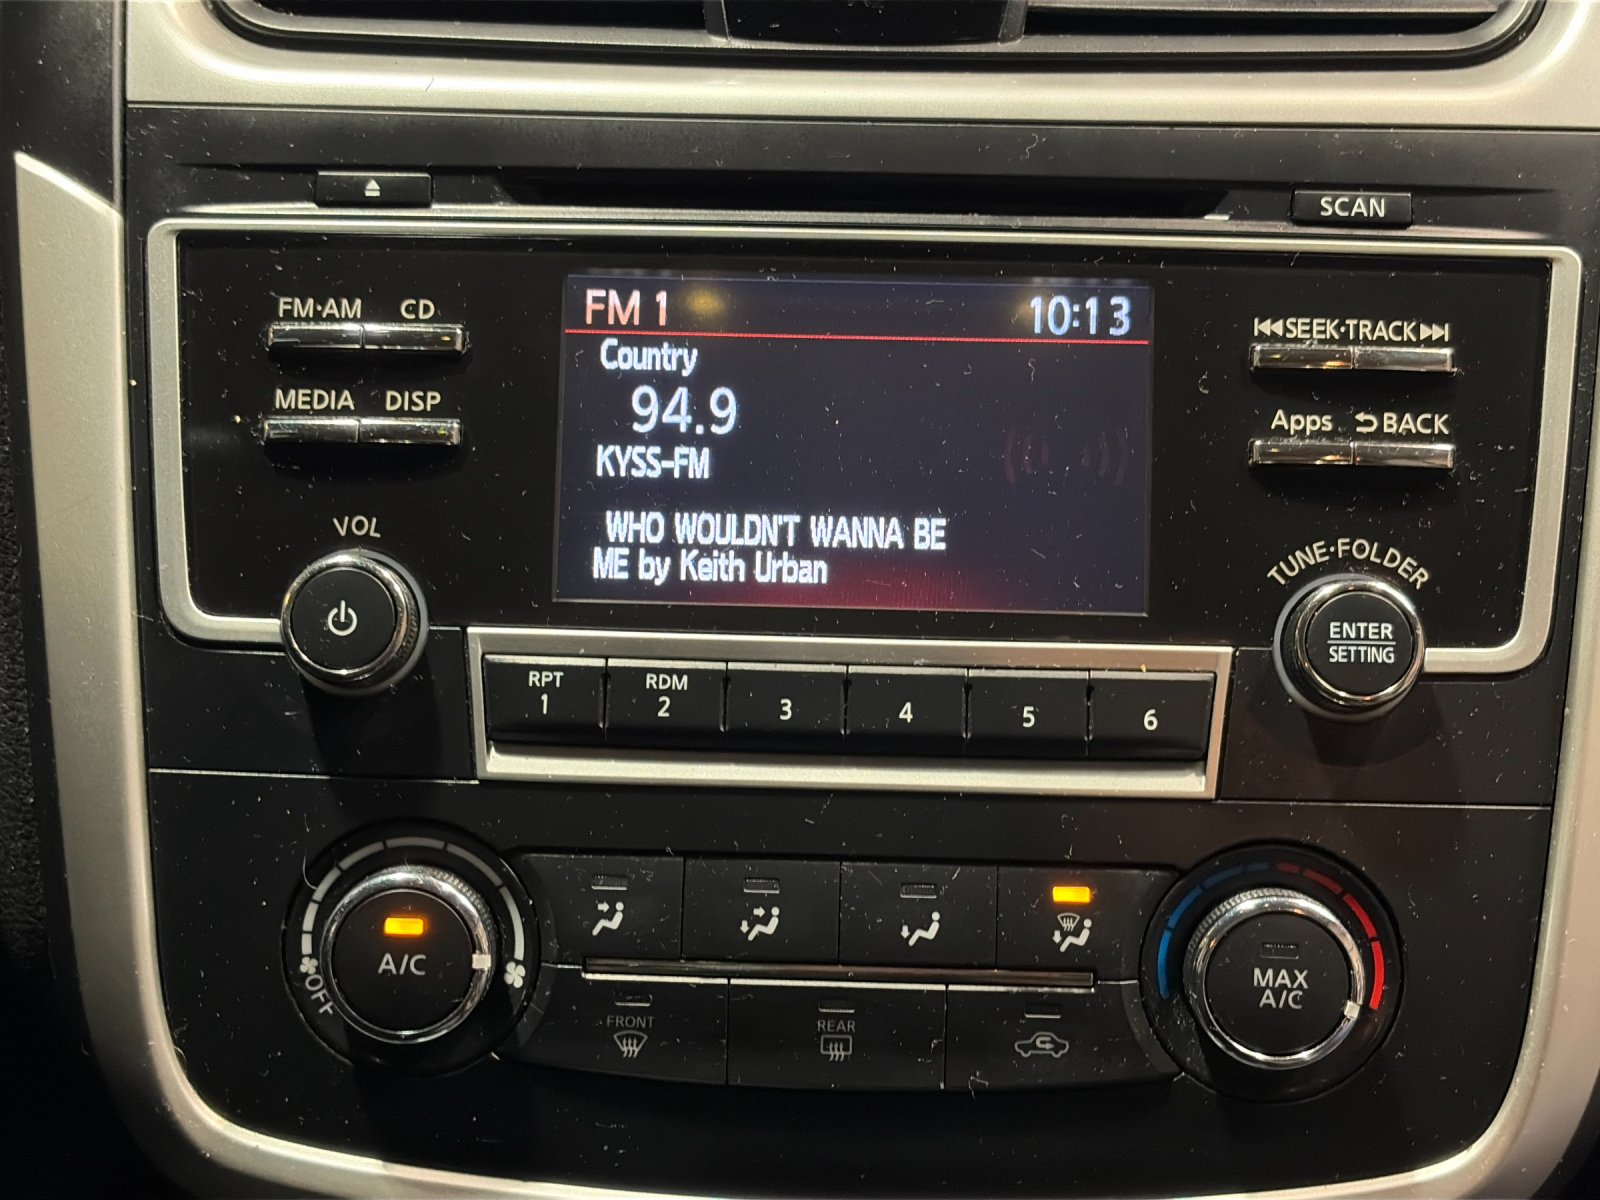 SCAN
FM·AM CD
FM 1 10:13
SEEK·TRACK
Country
94.9
MEDIA DISP
Apps BACK
KYSS-FM
WHO WOULDN'T WANNA BE
ME by Keith Urban
VOL
TUNE·FOLDER
ENTER
SETTING
RPT RDM
1 2 3 4 5 6
A/C
OFF
MAX
A/C
FRONT REAR